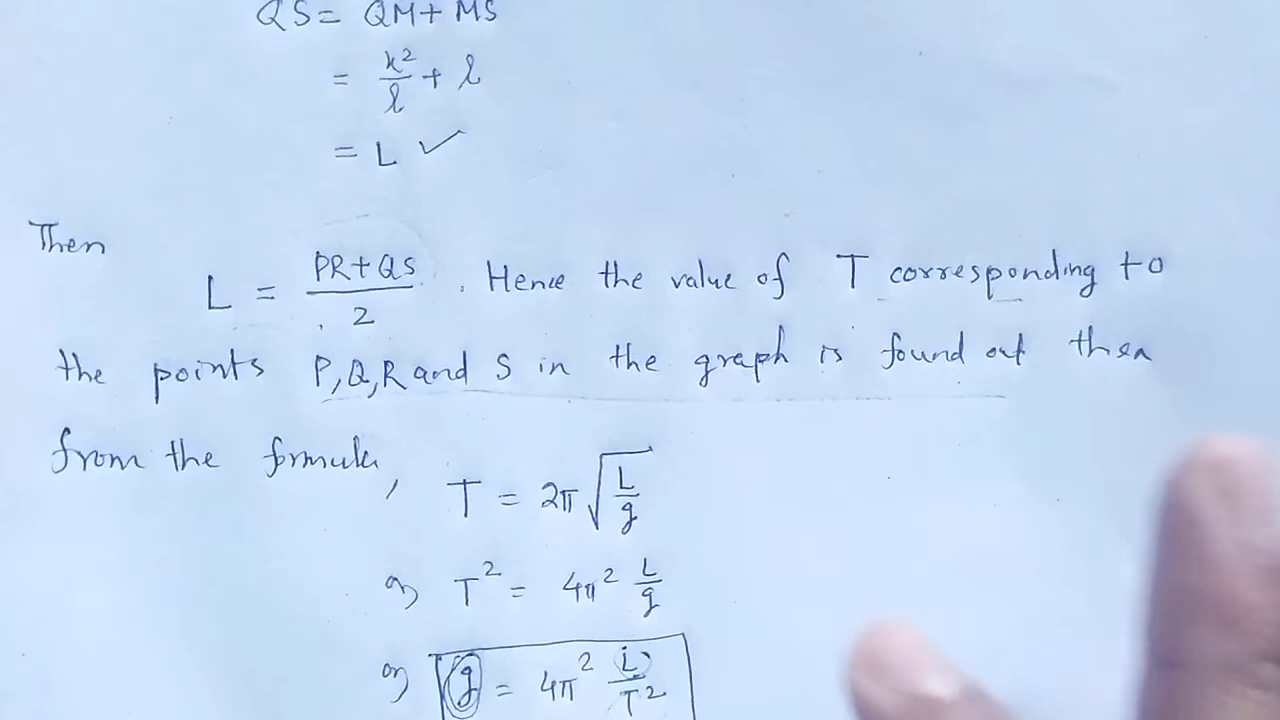 QS = QM + MS
= k²/l + l
= L ✓
Then
L = (PR + QS)/2 . Hence the value of T corresponding to
the points P, Q, R and S in the graph is found out then
from the formula, T = 2π √(L/g)
or T² = 4π² L/g
or g = 4π² L/T²